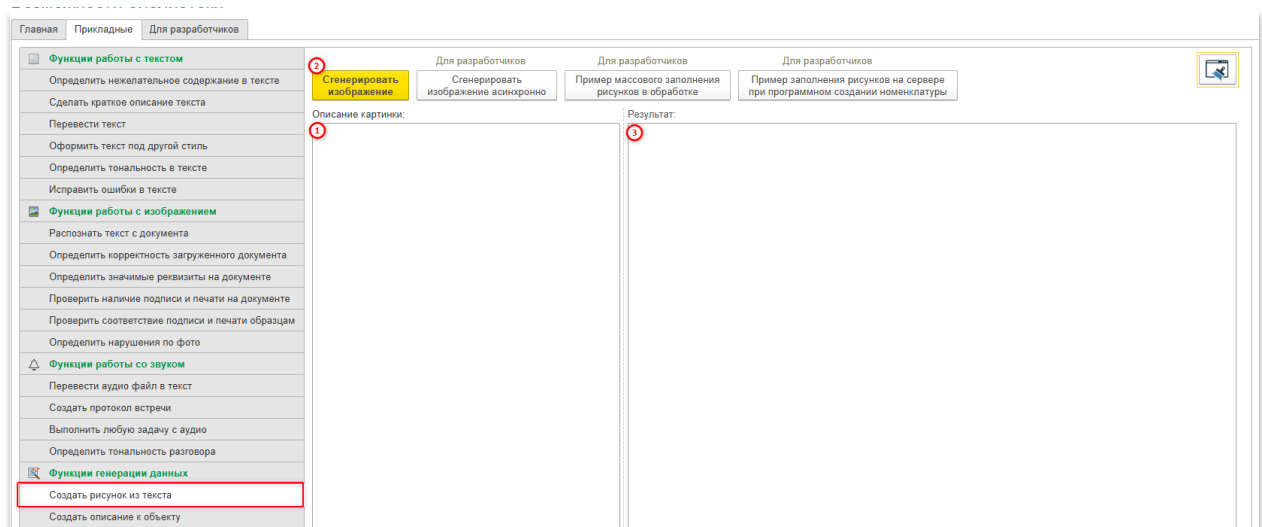 Главная Прикладные Для разработчиков
Функции работы с текстом
Определить нежелательное содержание в тексте
Сделать краткое описание текста
Перевести текст
Оформить текст под другой стиль
Определить тональность в тексте
Исправить ошибки в тексте
Функции работы с изображением
Распознать текст с документа
Определить корректность загруженного документа
Определить значимые реквизиты на документе
Проверить наличие подписи и печати на документе
Проверить соответствие подписи и печати образцам
Определить нарушения по фото
Функции работы со звуком
Перевести аудио файл в текст
Создать протокол встречи
Выполнить любую задачу с аудио
Определить тональность разговора
Функции генерации данных
Создать рисунок из текста
Создать описание к объекту
Для разработчиков Для разработчиков Для разработчиков
2
Сгенерировать
изображение
Сгенерировать
изображение асинхронно
Пример массового заполнения
рисунков в обработке
Пример заполнения рисунков на сервере
при программном создании номенклатуры
Описание картинки:
1
Результат:
3